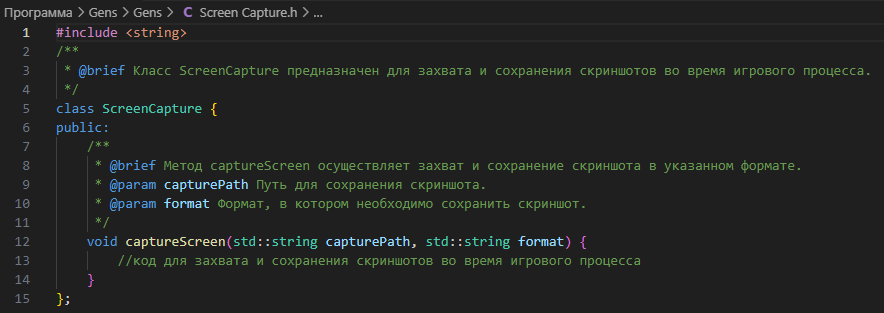 Программа > Gens > Gens > C Screen Capture.h > ...
1 #include <string>
2 /**
3 * @brief Класс ScreenCapture предназначен для захвата и сохранения скриншотов во время игрового процесса.
4 */
5 class ScreenCapture {
6 public:
7 /**
8 * @brief Метод captureScreen осуществляет захват и сохранение скриншота в указанном формате.
9 * @param capturePath Путь для сохранения скриншота.
10 * @param format Формат, в котором необходимо сохранить скриншот.
11 */
12 void captureScreen(std::string capturePath, std::string format) {
13 //код для захвата и сохранения скриншотов во время игрового процесса
14 }
15 };